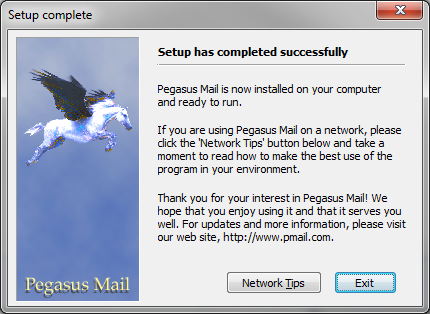 Setup complete
Setup has completed successfully
Pegasus Mail is now installed on your computer
and ready to run.
If you are using Pegasus Mail on a network, please
click the 'Network Tips' button below and take a
moment to read how to make the best use of the
program in your environment.
Thank you for your interest in Pegasus Mail! We
hope that you enjoy using it and that it serves you
well. For updates and more information, please visit
our web site, http://www.pmail.com.
Pegasus Mail
Network Tips
Exit